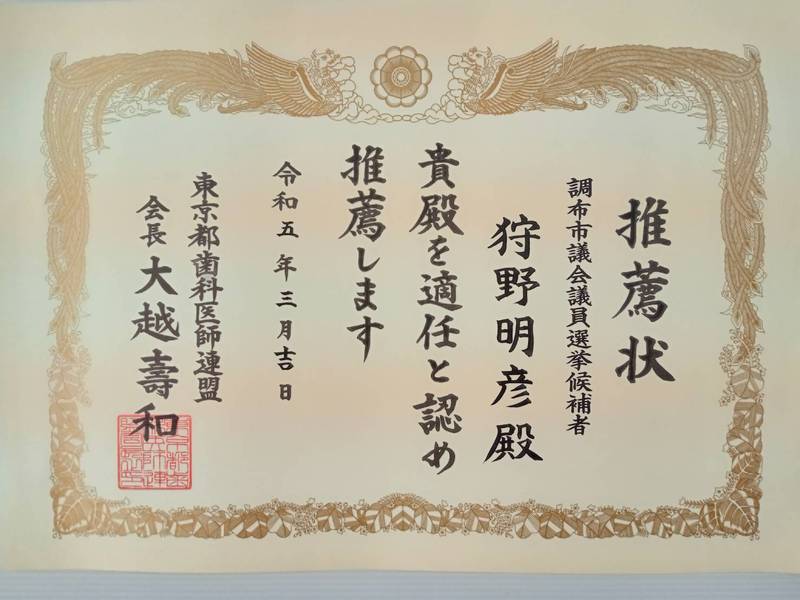 推薦状
調布市議会議員選挙候補者
狩野明彦殿
貴殿を適任と認め
推薦します
令和五年三月吉日
東京都歯科医師連盟
会長 大越壽和